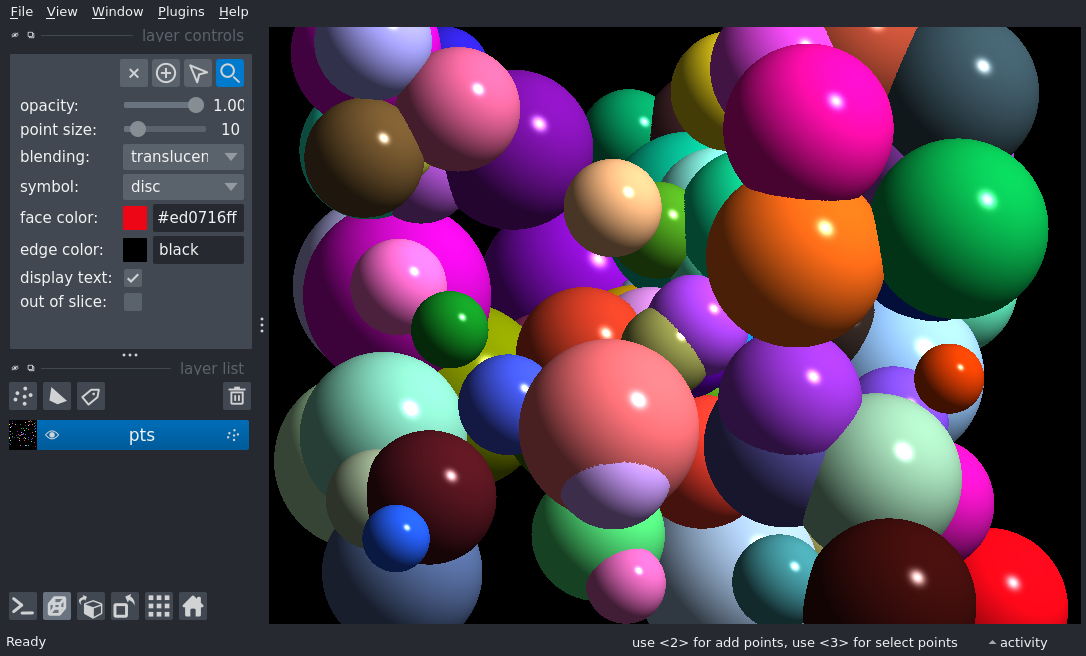 File View Window Plugins Help
layer controls
opacity: 1.00
point size: 10
blending: translucen
symbol: disc
face color: #ed0716ff
edge color: black
display text:
out of slice:
layer list
pts
Ready use <2> for add points, use <3> for select points activity